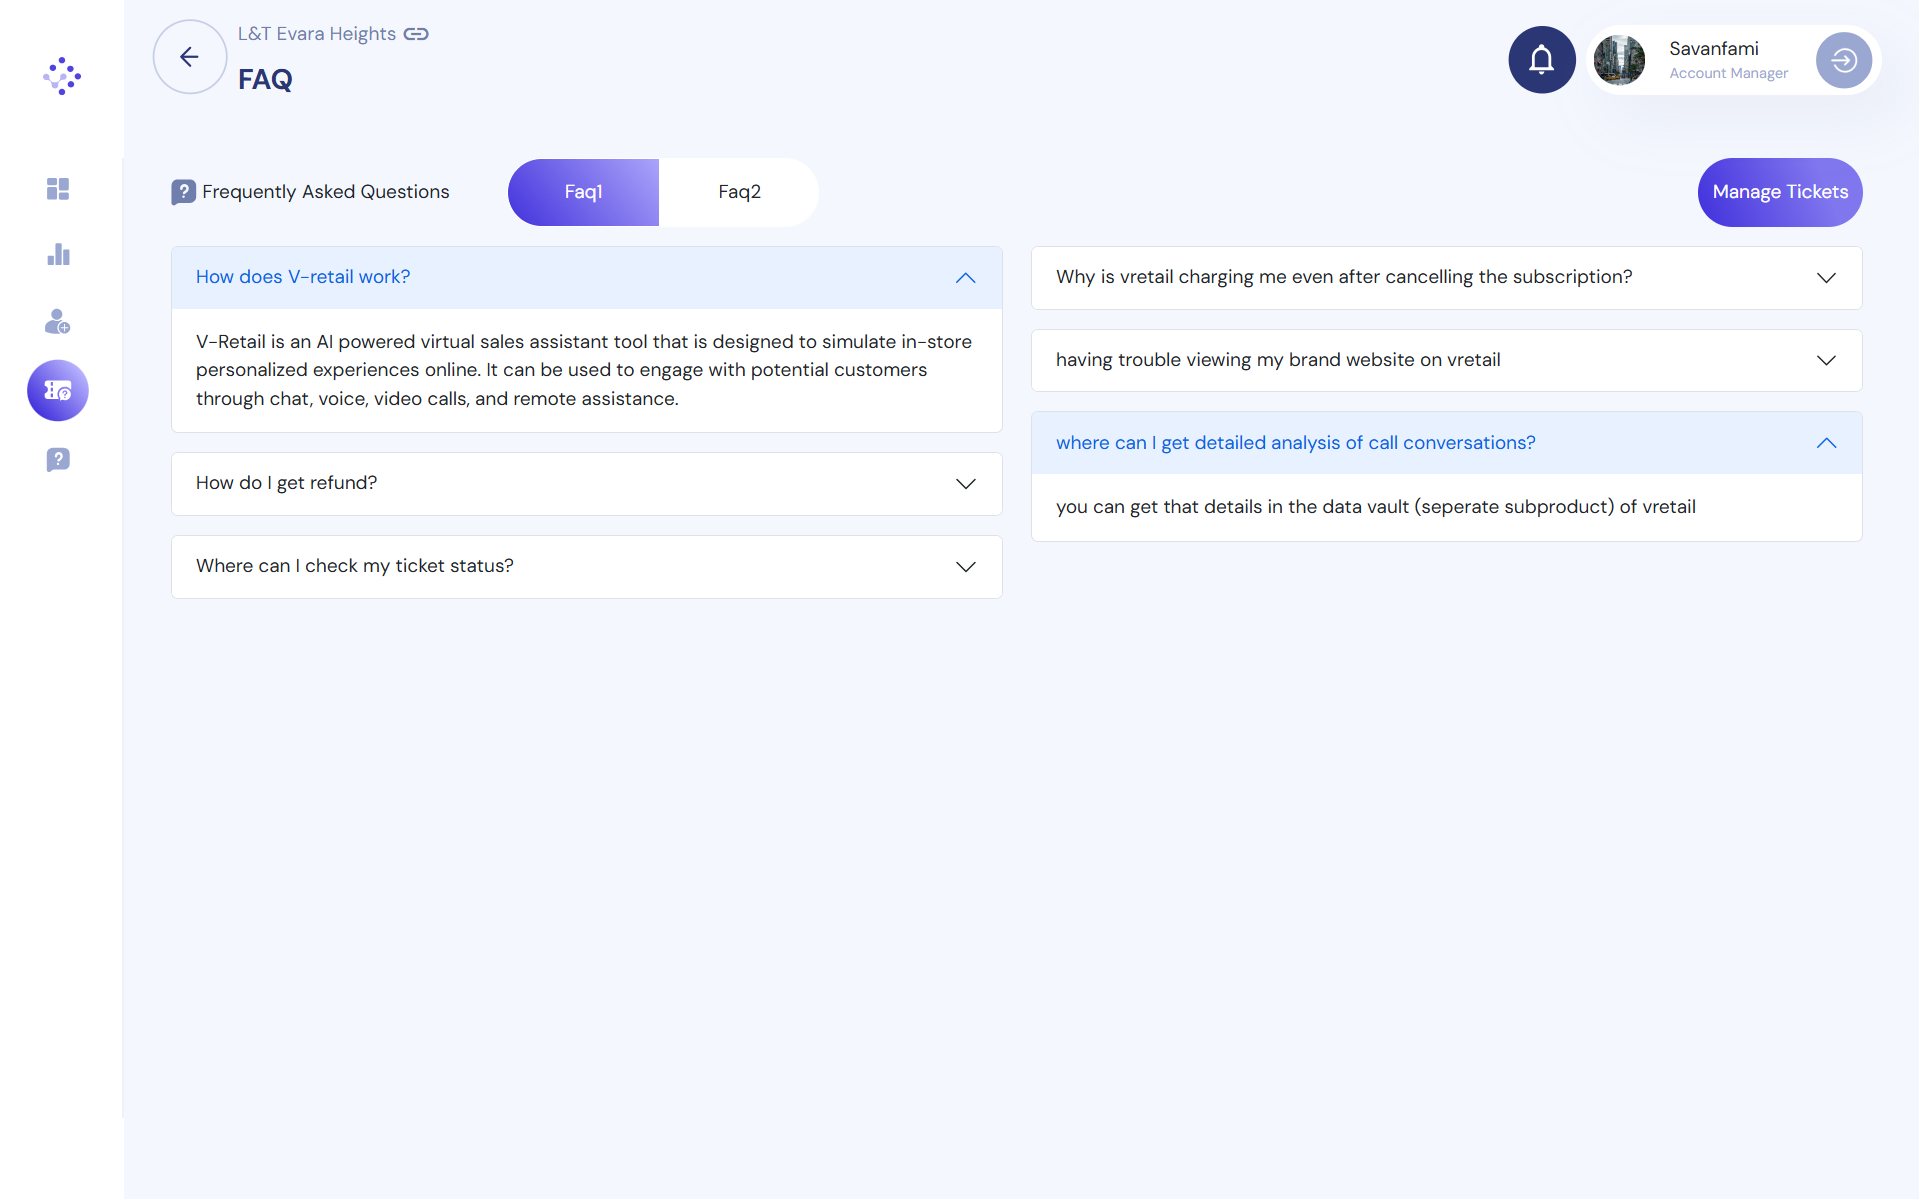 L&T Evara Heights
FAQ
Savanfami
Account Manager
Frequently Asked Questions
Faq1
Faq2
Manage Tickets
How does V-retail work?
V-Retail is an AI powered virtual sales assistant tool that is designed to simulate in-store
personalized experiences online. It can be used to engage with potential customers
through chat, voice, video calls, and remote assistance.
How do I get refund?
Where can I check my ticket status?
Why is vretail charging me even after cancelling the subscription?
having trouble viewing my brand website on vretail
where can I get detailed analysis of call conversations?
you can get that details in the data vault (seperate subproduct) of vretail